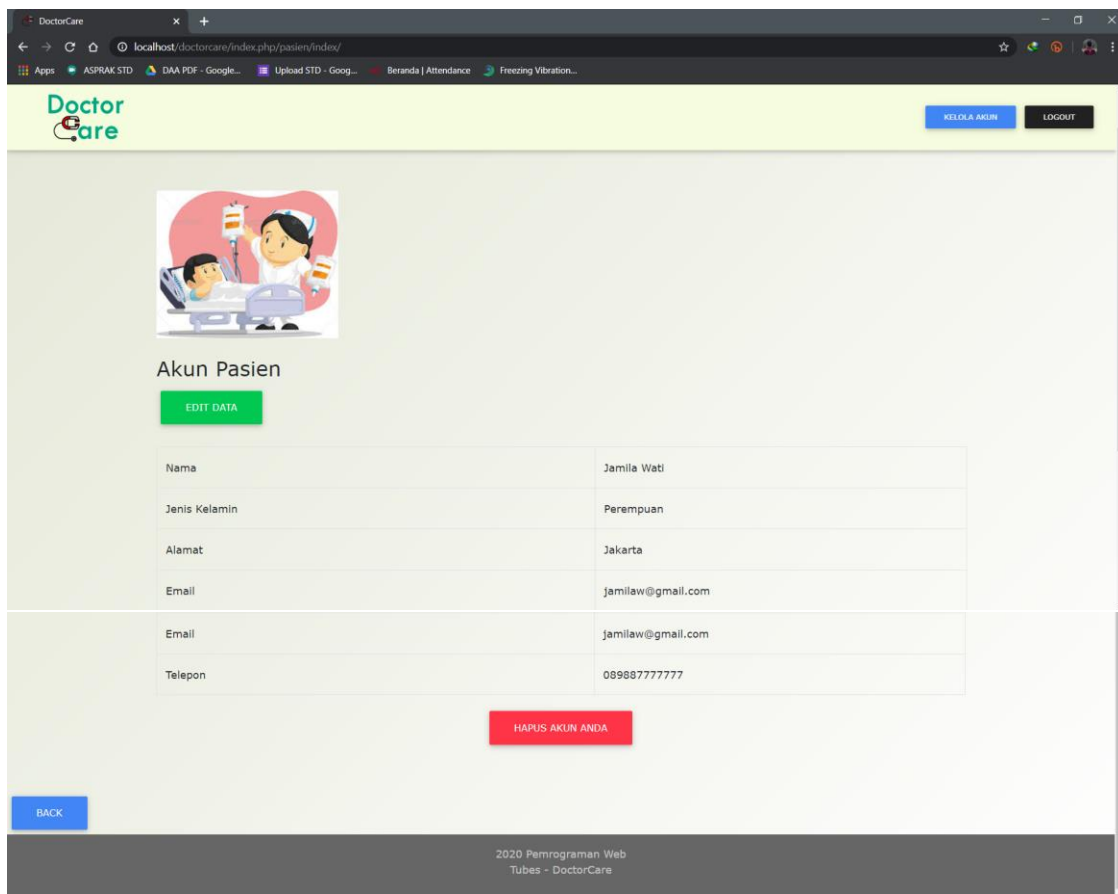 DoctorCare
localhost/doctorcare/index.php/pasien/index/
Apps ASPRAK STD DAA PDF - Google... Upload STD - Goog... Beranda | Attendance Freezing Vibration...
Doctor
Care
KELOLA AKUN LOGOUT
Akun Pasien
EDIT DATA
Nama Jamila Wati
Jenis Kelamin Perempuan
Alamat Jakarta
Email jamilaw@gmail.com
Email jamilaw@gmail.com
Telepon 089887777777
HAPUS AKUN ANDA
BACK
2020 Pemrograman Web
Tubes - DoctorCare